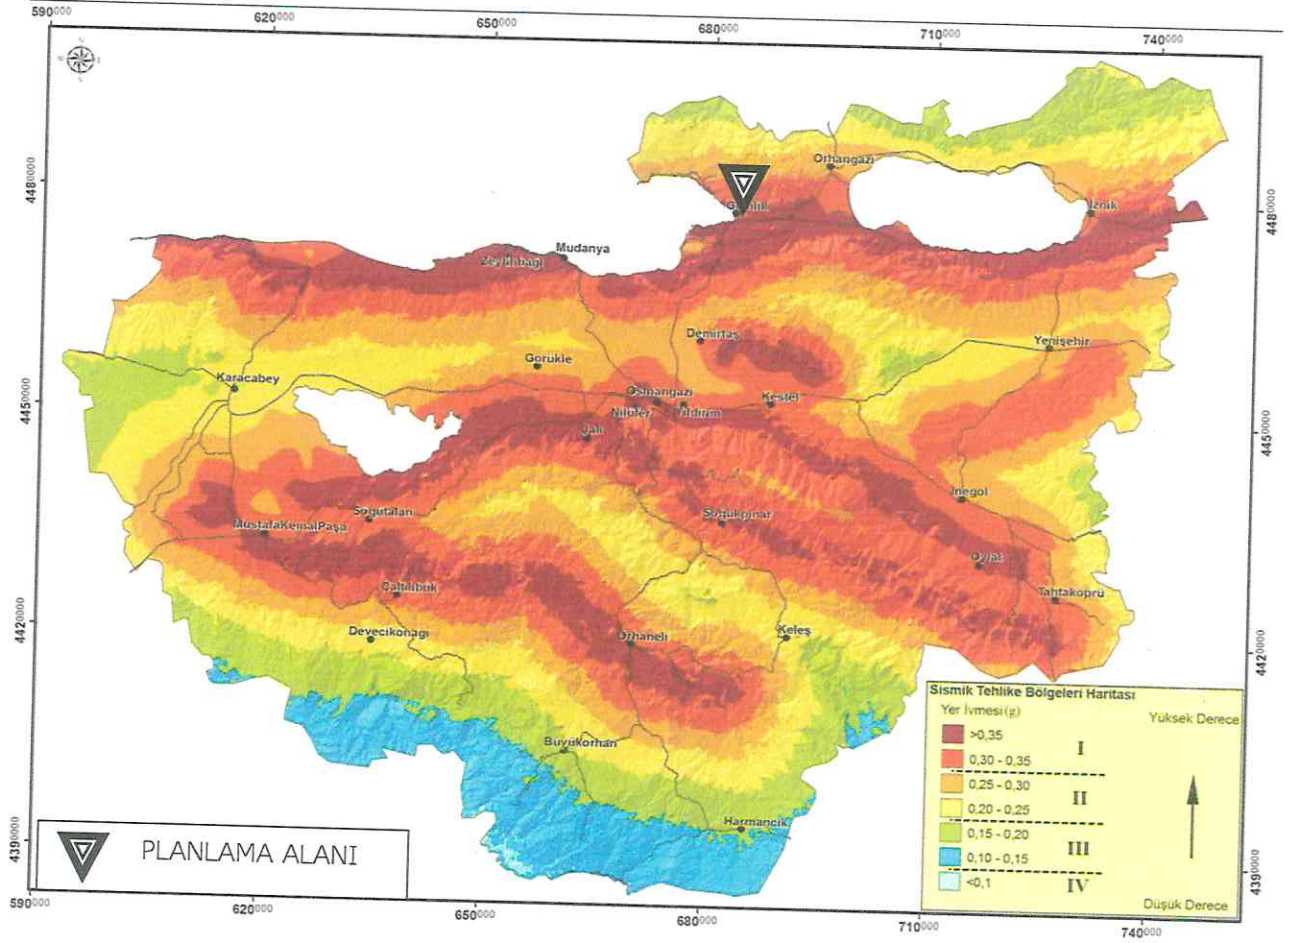 590000
620000
650000
680000
710000
740000
N
S
4480000
4480000
4450000
4450000
4420000
4420000
4390000
4390000
Orhangazi
Gemlik
İznik
Mudanya
Zeytinbağı
Demirtaş
Yenişehir
Gorukle
Karacabey
Osmangazi
Kestel
Nilüfer
Yıldırım
Çalı
İnegol
Soğutalan
Soğukpınar
MustafaKemalPaşa
Oylat
Çaltılıbük
Tahtakoprü
Devecikonağı
Orhaneli
Keleş
Büyükorhan
Harmancık
Sismik Tehlike Bölgeleri Haritası
Yer İvmesi(g)
Yüksek Derece
>0,35
I
0,30 - 0,35
0,25 - 0,30
II
0,20 - 0,25
0,15 - 0,20
III
0,10 - 0,15
<0,1
IV
Düşük Derece
PLANLAMA ALANI
590000
620000
650000
680000
710000
740000